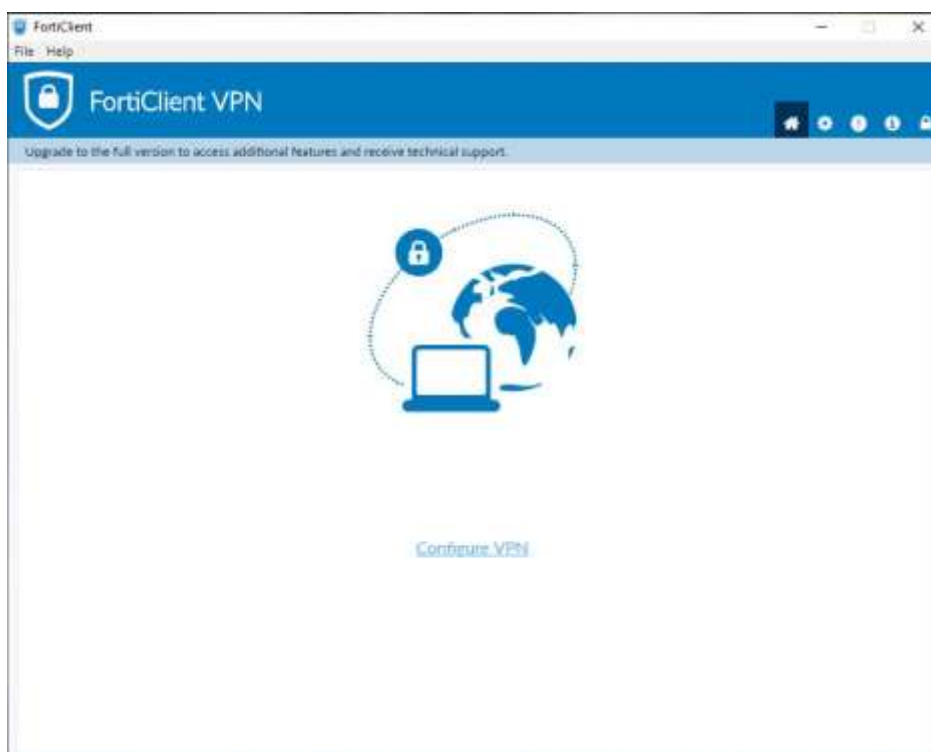 FortiClient
File Help
FortiClient VPN
Upgrade to the full version to access additional features and receive technical support.
Configure VPN